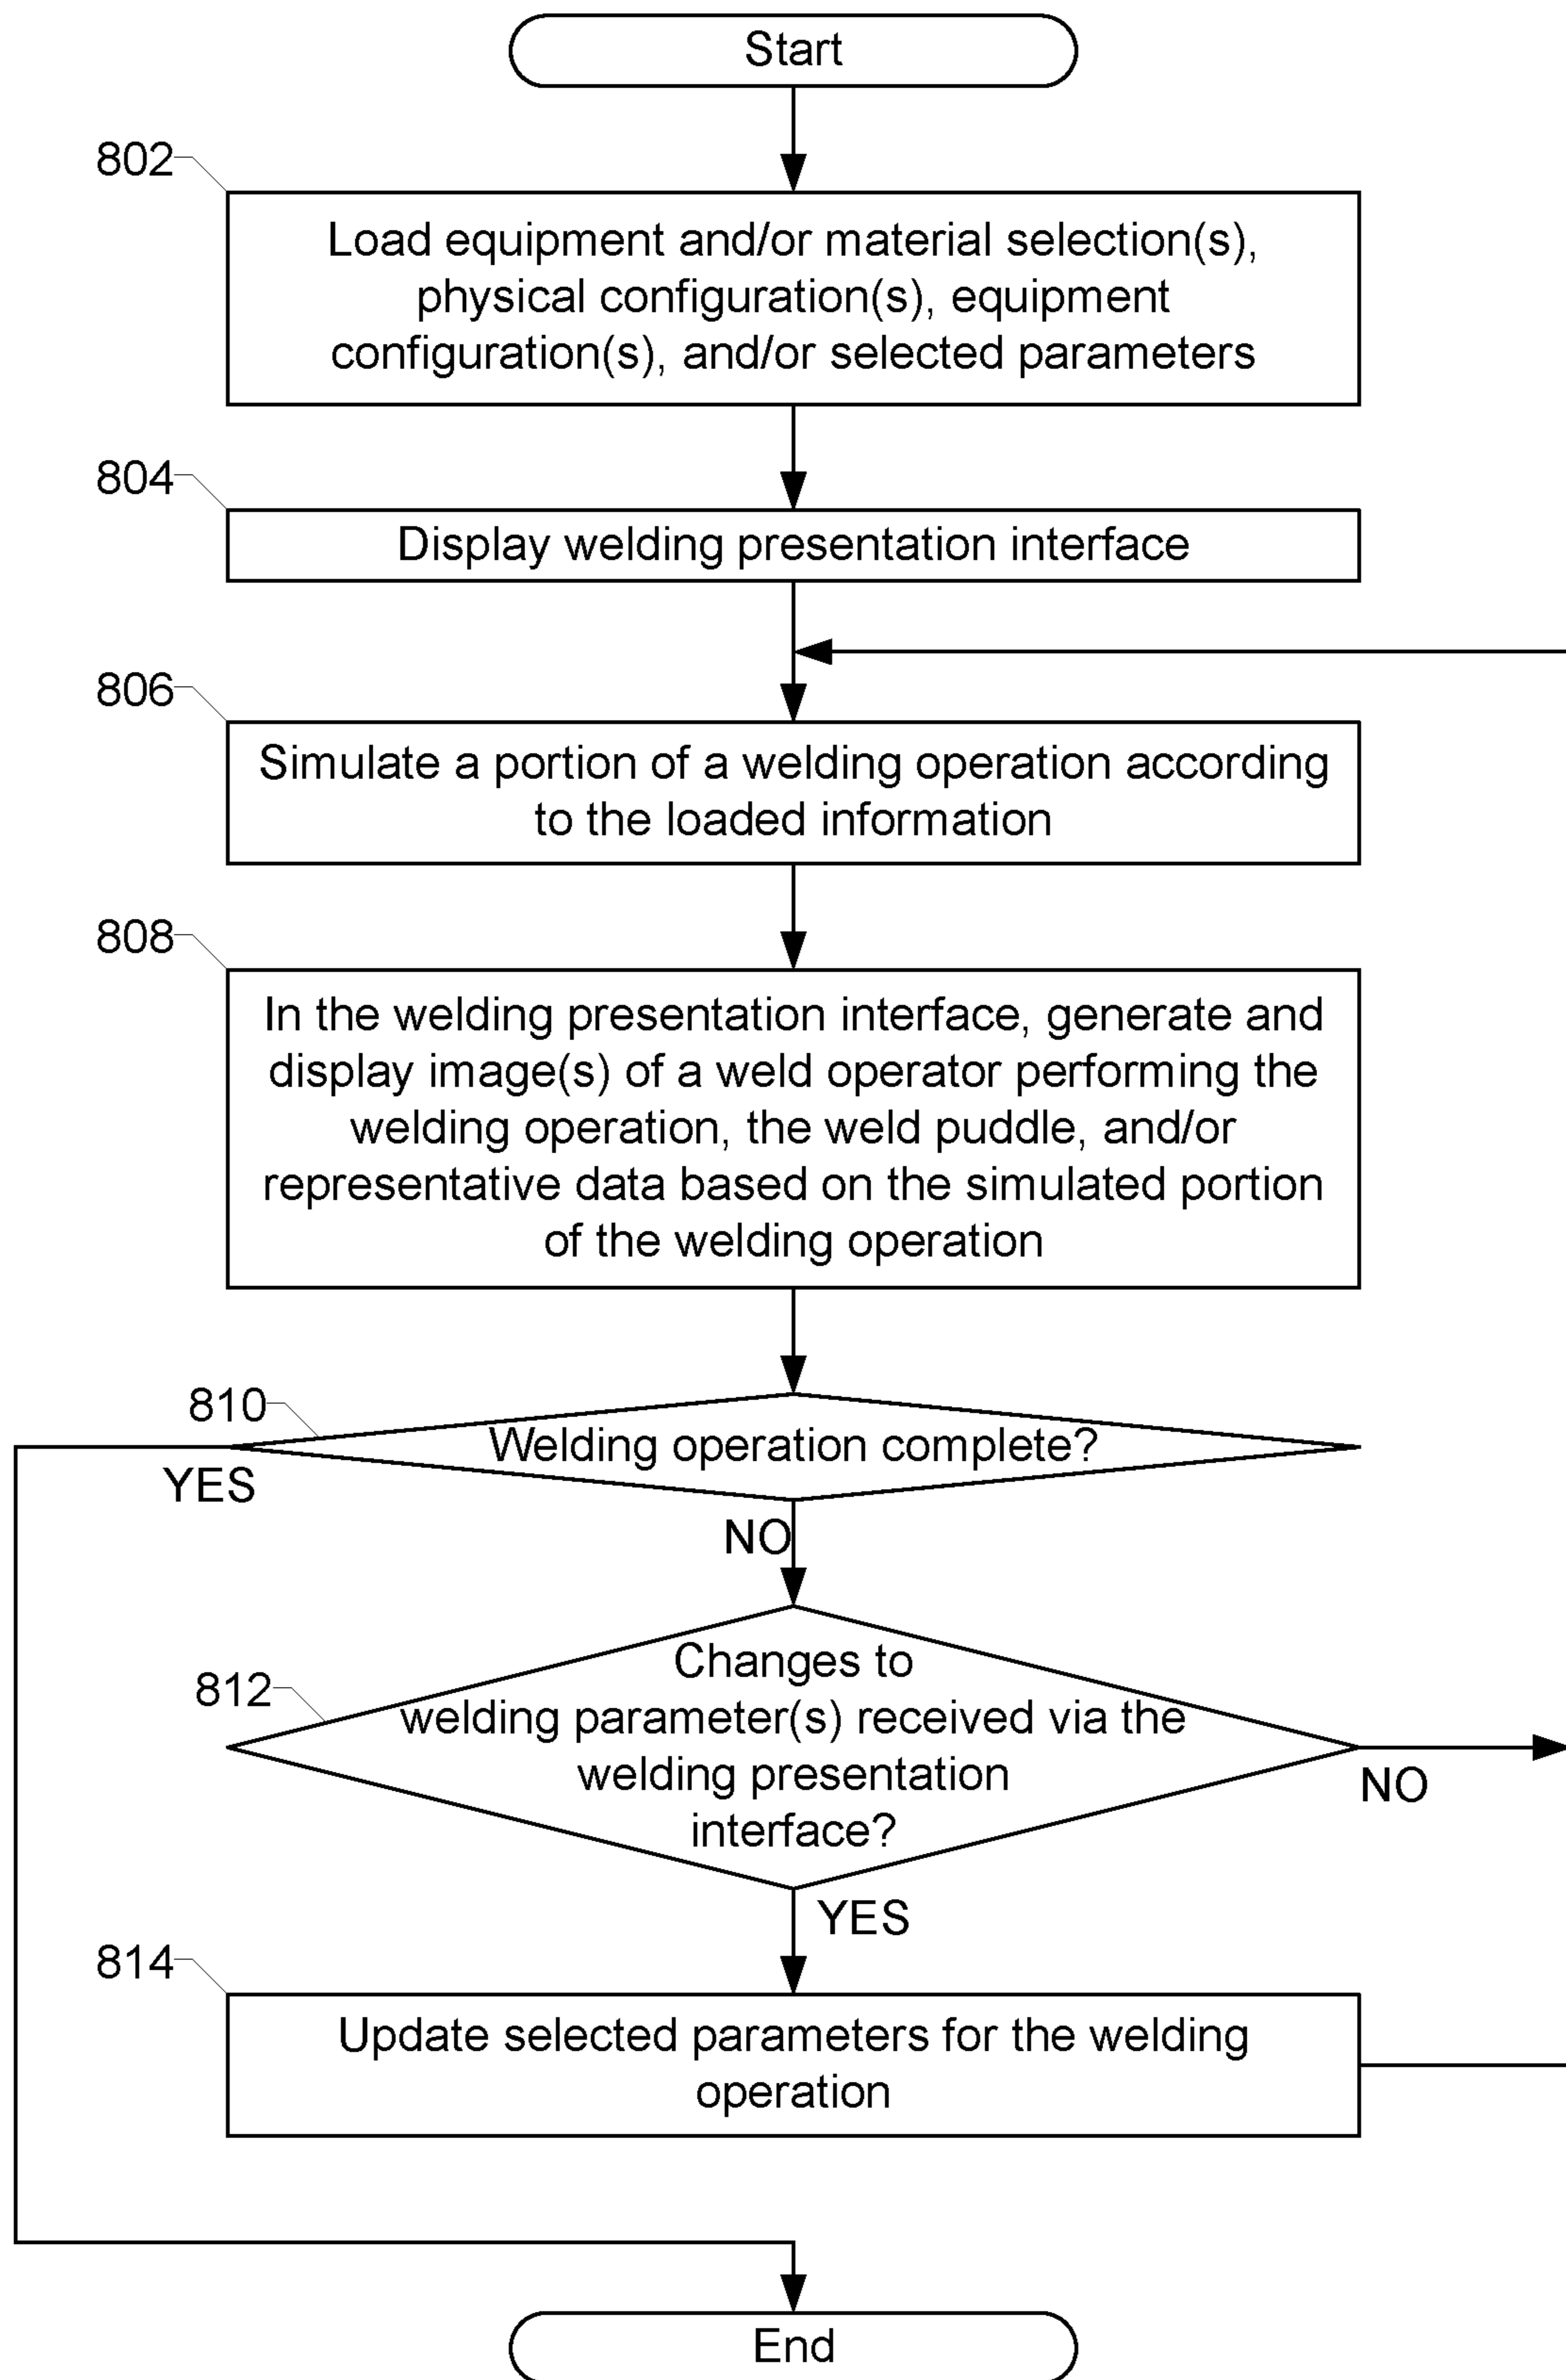 Start
802
Load equipment and/or material selection(s),
physical configuration(s), equipment
configuration(s), and/or selected parameters
804
Display welding presentation interface
806
Simulate a portion of a welding operation according
to the loaded information
808
In the welding presentation interface, generate and
display image(s) of a weld operator performing the
welding operation, the weld puddle, and/or
representative data based on the simulated portion
of the welding operation
810
Welding operation complete?
YES
NO
812
Changes to
welding parameter(s) received via the
welding presentation
interface?
NO
YES
814
Update selected parameters for the welding
operation
End